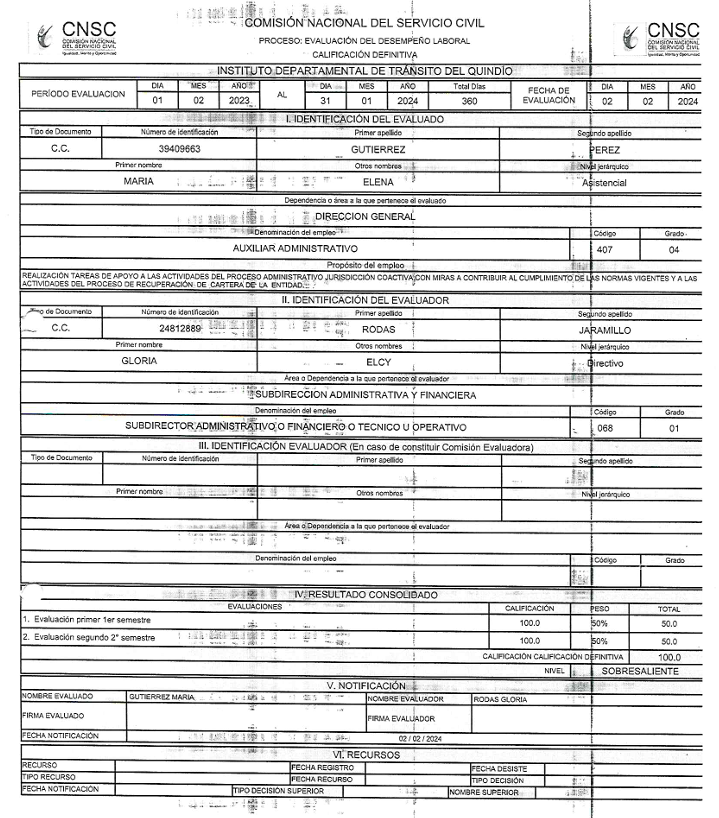 CNSC
COMISIÓN NACIONAL
DEL SERVICIO CIVIL
Igualdad, Mérito y Oportunidad
COMISIÓN NACIONAL DEL SERVICIO CIVIL
PROCESO: EVALUACIÓN DEL DESEMPEÑO LABORAL
CALIFICACIÓN DEFINITIVA
CNSC
COMISIÓN NACIONAL
DEL SERVICIO CIVIL
Igualdad, Mérito y Oportunidad
INSTITUTO DEPARTAMENTAL DE TRÁNSITO DEL QUINDÍO
PERÍODO EVALUACION DIA MES AÑO AL DIA MES AÑO Total Días FECHA DE EVALUACIÓN DIA MES AÑO
01 02 2023 31 01 2024 360 02 02 2024
I. IDENTIFICACIÓN DEL EVALUADO
Tipo de Documento Número de identificación Primer apellido Segundo apellido
C.C. 39409663 GUTIERREZ PEREZ
Primer nombre Otros nombres Nivel jerárquico
MARIA ELENA Asistencial
Dependencia o área a la que pertenece el evaluado
DIRECCION GENERAL
Denominación del empleo Código Grado
AUXILIAR ADMINISTRATIVO 407 04
Propósito del empleo
REALIZACIÓN TAREAS DE APOYO A LAS ACTIVIDADES DEL PROCESO ADMINISTRATIVO JURISDICCIÓN COACTIVA CON MIRAS A CONTRIBUIR AL CUMPLIMIENTO DE LAS NORMAS VIGENTES Y A LAS
ACTIVIDADES DEL PROCESO DE RECUPERACIÓN DE CARTERA DE LA ENTIDAD.
II. IDENTIFICACIÓN DEL EVALUADOR
Tipo de Documento Número de identificación Primer apellido Segundo apellido
C.C. 24812889 RODAS JARAMILLO
Primer nombre Otros nombres Nivel jerárquico
GLORIA ELCY Directivo
Área o Dependencia a la que pertenece el evaluador
SUBDIRECCION ADMINISTRATIVA Y FINANCIERA
Denominación del empleo Código Grado
SUBDIRECTOR ADMINISTRATIVO O FINANCIERO O TECNICO U OPERATIVO 068 01
III. IDENTIFICACIÓN EVALUADOR (En caso de constituir Comisión Evaluadora)
Tipo de Documento Número de identificación Primer apellido Segundo apellido
Primer nombre Otros nombres Nivel jerárquico
Área o Dependencia a la que pertenece el evaluador
Denominación del empleo Código Grado
IV. RESULTADO CONSOLIDADO
EVALUACIONES CALIFICACIÓN PESO TOTAL
1. Evaluación primer 1er semestre 100.0 50% 50.0
2. Evaluación segundo 2° semestre 100.0 50% 50.0
CALIFICACIÓN CALIFICACIÓN DEFINITIVA 100.0
NIVEL SOBRESALIENTE
V. NOTIFICACIÓN
NOMBRE EVALUADO GUTIERREZ MARIA NOMBRE EVALUADOR RODAS GLORIA
FIRMA EVALUADO FIRMA EVALUADOR
FECHA NOTIFICACIÓN 02 / 02 / 2024
VI. RECURSOS
RECURSO FECHA REGISTRO FECHA DESISTE
TIPO RECURSO FECHA RECURSO TIPO DECISIÓN
FECHA NOTIFICACIÓN TIPO DECISIÓN SUPERIOR NOMBRE SUPERIOR